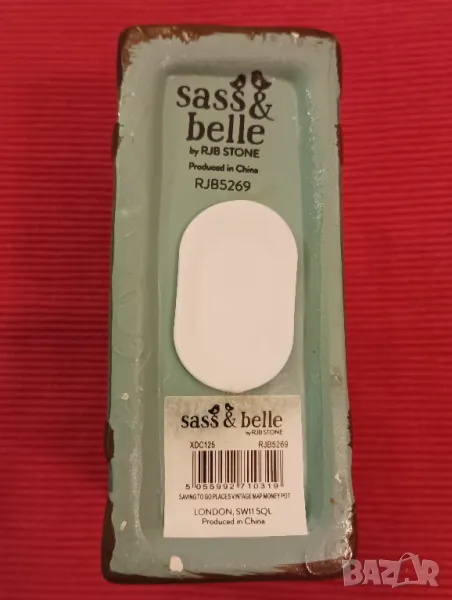 sass &
belle
by RJB STONE
Produced in China
RJB5269
sass & belle
by RJB STONE
XDC125 RJB5269
5 055992 710319
SAVING TO GO PLACES VINTAGE MAP MONEY POT
LONDON, SW11 5QL
Produced in China
BAZAR